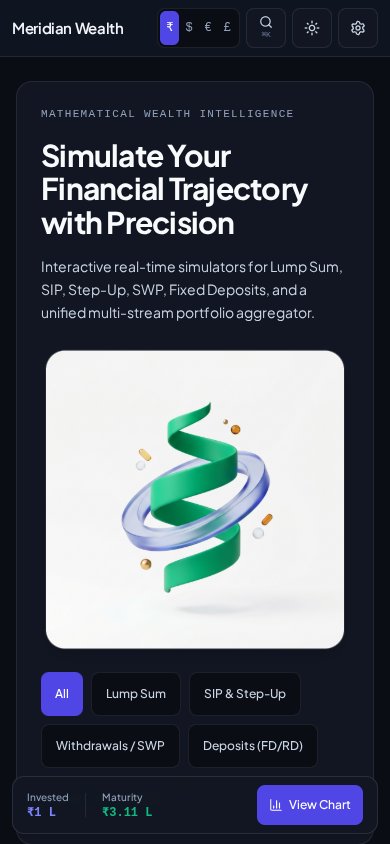 Meridian Wealth
₹ $ € £
⌘K
MATHEMATICAL WEALTH INTELLIGENCE
Simulate Your
Financial Trajectory
with Precision
Interactive real-time simulators for Lump Sum,
SIP, Step-Up, SWP, Fixed Deposits, and a
unified multi-stream portfolio aggregator.
All
Lump Sum
SIP & Step-Up
Withdrawals / SWP
Deposits (FD/RD)
Invested
₹1 L
Maturity
₹3.11 L
View Chart